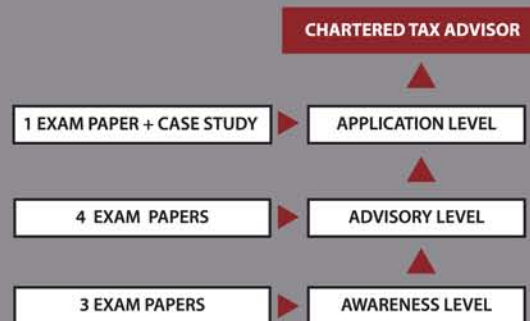 CHARTERED TAX ADVISOR
1 EXAM PAPER + CASE STUDY
APPLICATION LEVEL
4 EXAM PAPERS
ADVISORY LEVEL
3 EXAM PAPERS
AWARENESS LEVEL